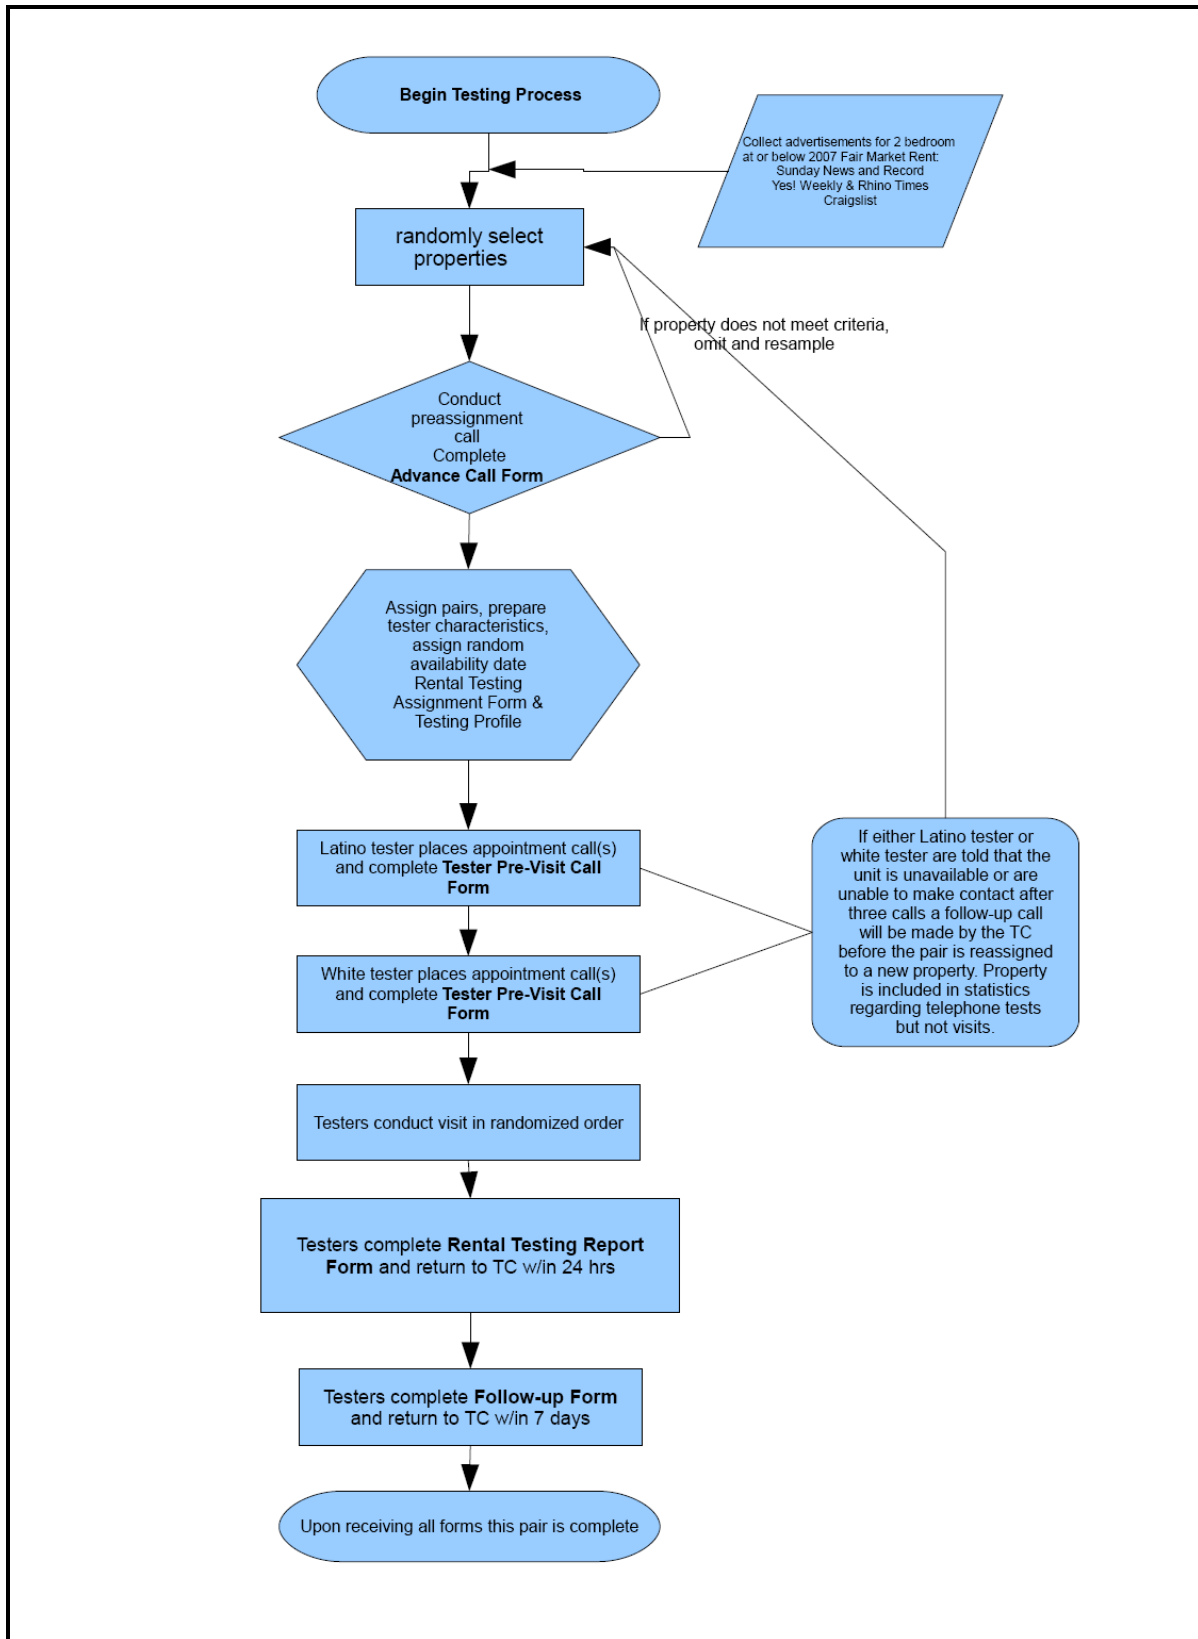 Begin Testing Process
Collect advertisements for 2 bedroom
at or below 2007 Fair Market Rent:
Sunday News and Record
Yes! Weekly & Rhino Times
Craigslist
randomly select
properties
If property does not meet criteria,
omit and resample
Conduct
preassignment
call
Complete
Advance Call Form
Assign pairs, prepare
tester characteristics,
assign random
availability date
Rental Testing
Assignment Form &
Testing Profile
Latino tester places appointment call(s)
and complete Tester Pre-Visit Call
Form
White tester places appointment call(s)
and complete Tester Pre-Visit Call
Form
If either Latino tester or
white tester are told that the
unit is unavailable or are
unable to make contact after
three calls a follow-up call
will be made by the TC
before the pair is reassigned
to a new property. Property
is included in statistics
regarding telephone tests
but not visits.
Testers conduct visit in randomized order
Testers complete Rental Testing Report
Form and return to TC w/in 24 hrs
Testers complete Follow-up Form
and return to TC w/in 7 days
Upon receiving all forms this pair is complete